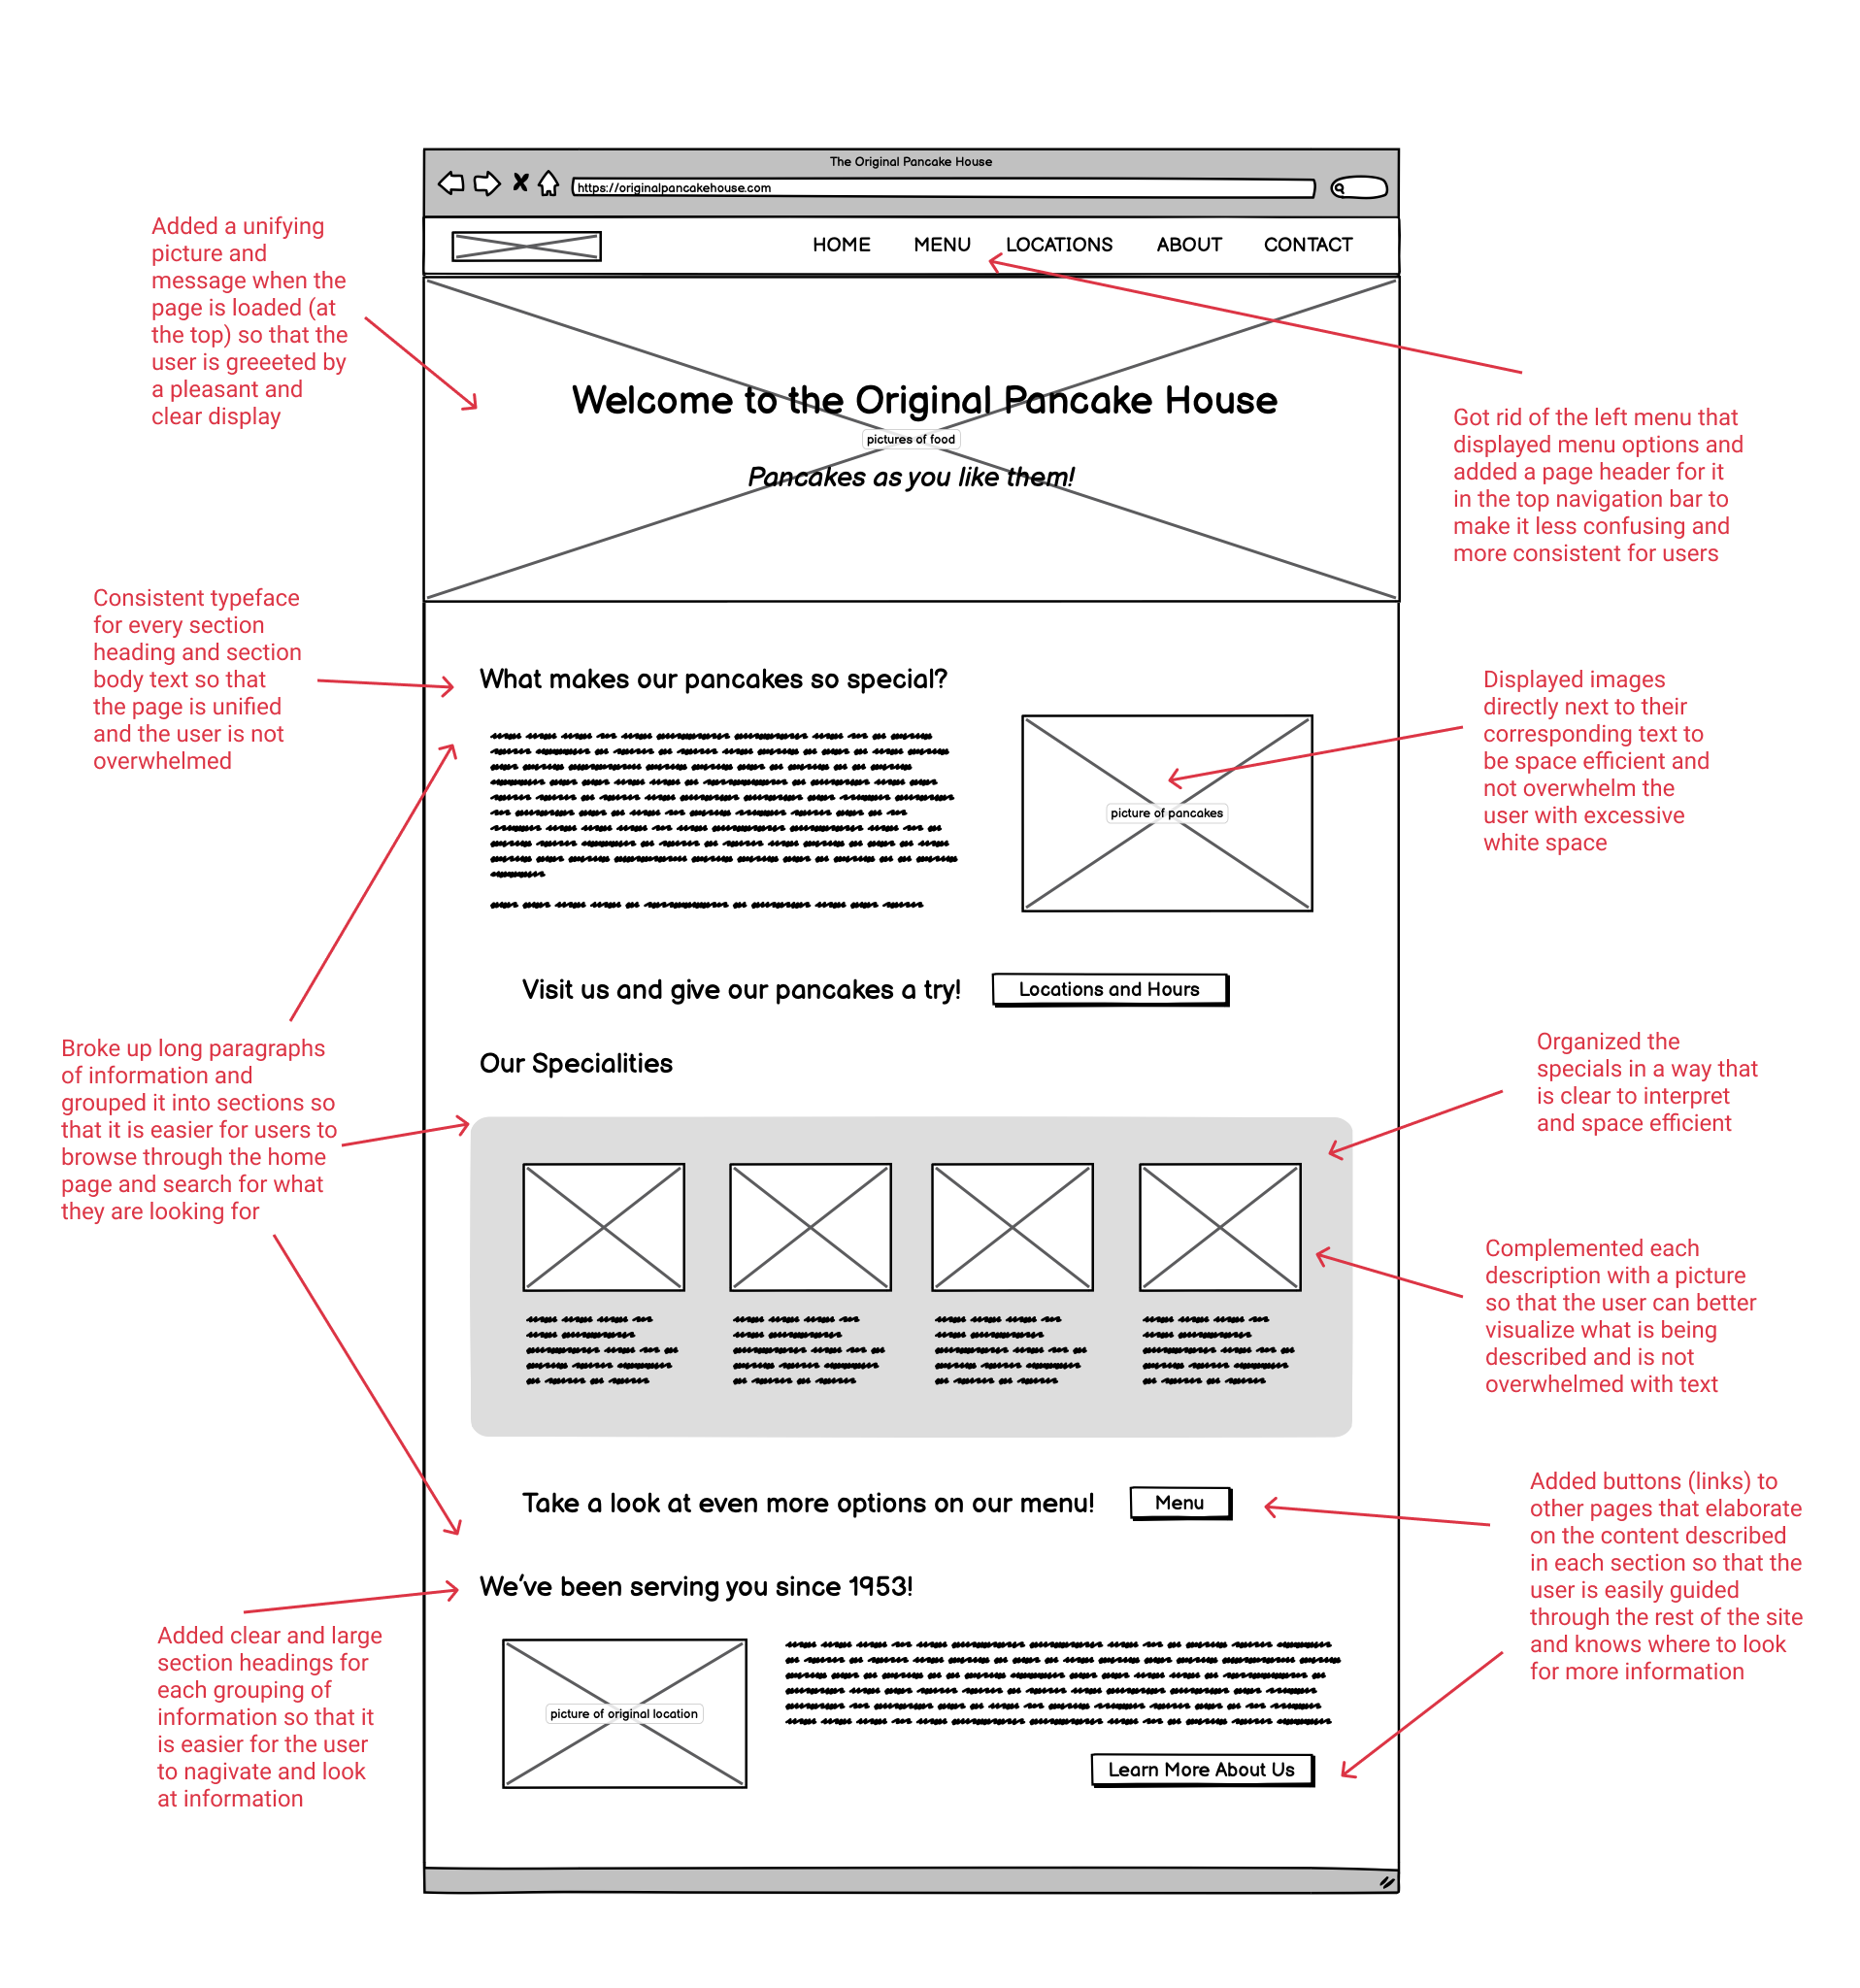 The Original Pancake House
https://originalpancakehouse.com
HOME MENU LOCATIONS ABOUT CONTACT
Added a unifying
picture and
message when the
page is loaded (at
the top) so that the
user is greeeted by
a pleasant and
clear display
Welcome to the Original Pancake House
pictures of food
Pancakes as you like them!
Got rid of the left menu that
displayed menu options and
added a page header for it
in the top navigation bar to
make it less confusing and
more consistent for users
Consistent typeface
for every section
heading and section
body text so that
the page is unified
and the user is not
overwhelmed
What makes our pancakes so special?
picture of pancakes
Displayed images
directly next to their
corresponding text to
be space efficient and
not overwhelm the
user with excessive
white space
Visit us and give our pancakes a try!
Locations and Hours
Broke up long paragraphs
of information and
grouped it into sections so
that it is easier for users to
browse through the home
page and search for what
they are looking for
Our Specialities
Organized the
specials in a way that
is clear to interpret
and space efficient
Complemented each
description with a picture
so that the user can better
visualize what is being
described and is not
overwhelmed with text
Take a look at even more options on our menu!
Menu
Added buttons (links) to
other pages that elaborate
on the content described
in each section so that the
user is easily guided
through the rest of the site
and knows where to look
for more information
We've been serving you since 1953!
Added clear and large
section headings for
each grouping of
information so that it
is easier for the user
to nagivate and look
at information
picture of original location
Learn More About Us